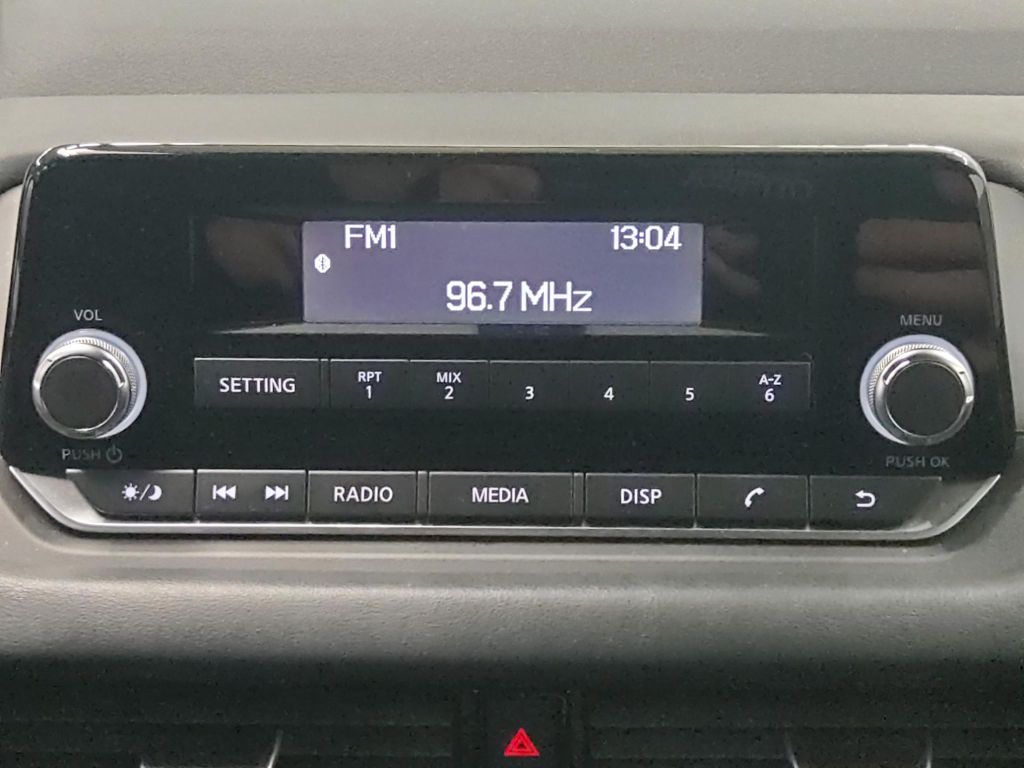 FM1 13:04
96.7 MHz
VOL
MENU
SETTING RPT 1 MIX 2 3 4 5 A-Z 6
PUSH
PUSH OK
RADIO MEDIA DISP